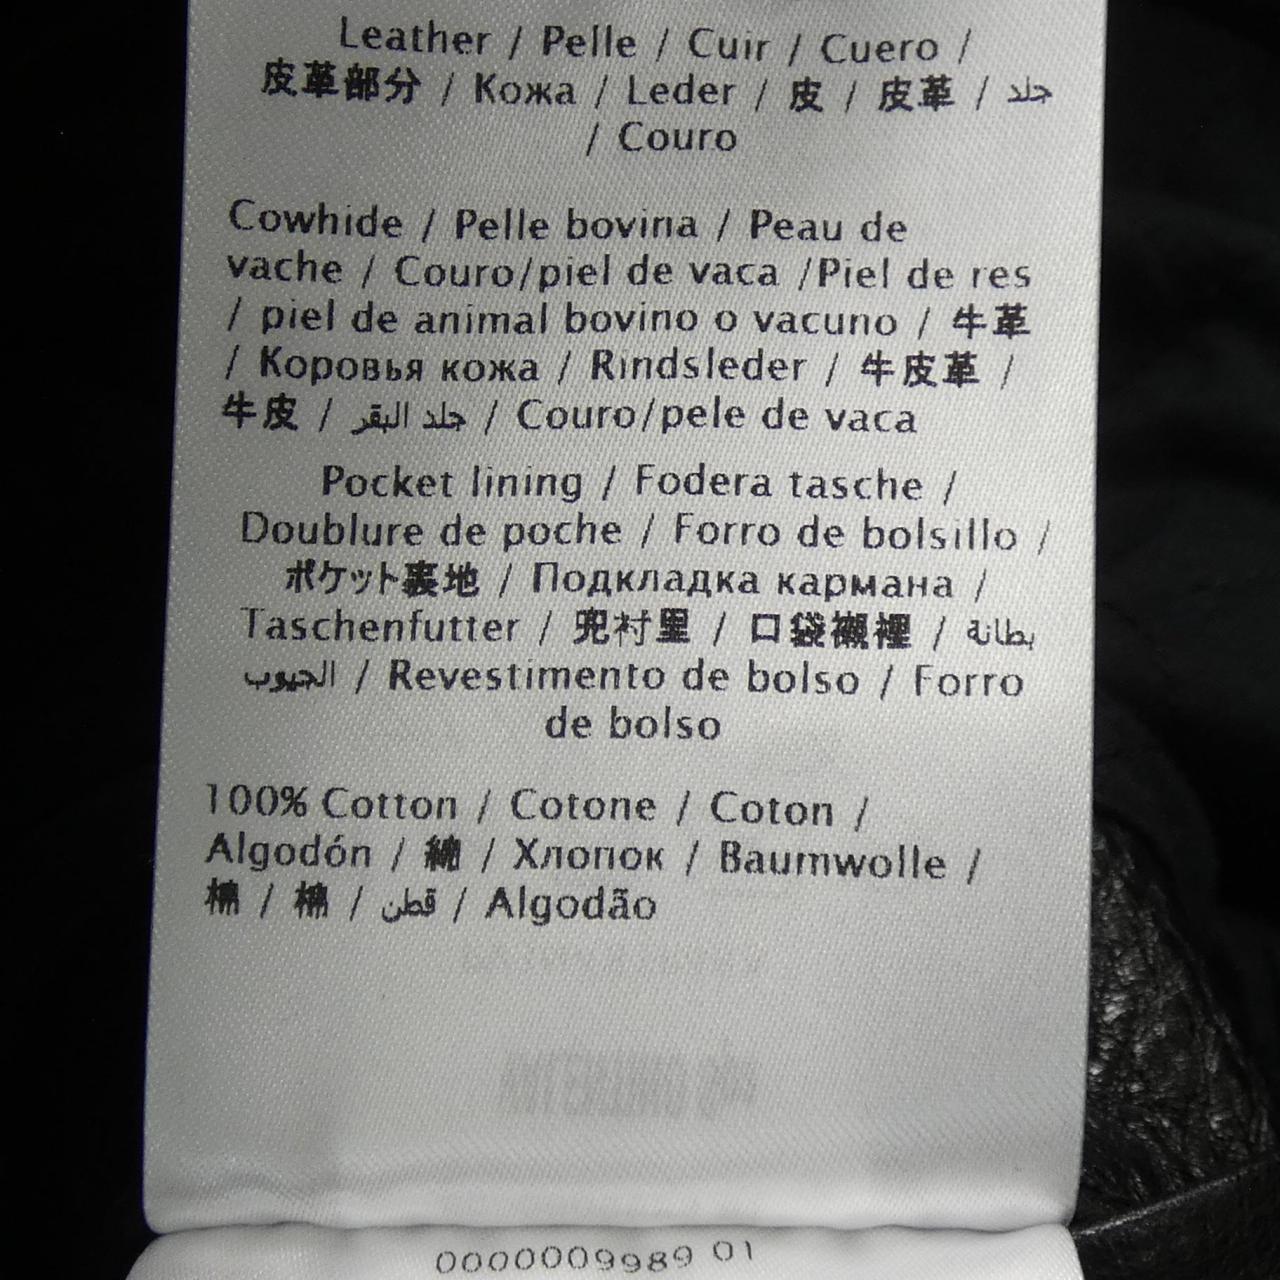 Leather / Pelle / Cuir / Cuero /
皮革部分 / Кожа / Leder / 皮 / 皮革 / جلد
/ Couro
Cowhide / Pelle bovina / Peau de
vache / Couro/piel de vaca /Piel de res
/ piel de animal bovino o vacuno / 牛革
/ Коровья кожа / Rindsleder / 牛皮革 /
牛皮 / جلد البقر / Couro/pele de vaca
Pocket lining / Fodera tasche /
Doublure de poche / Forro de bolsillo /
ポケット裏地 / Подкладка кармана /
Taschenfutter / 兜衬里 / 口袋襯裡 / بطانة
الجيوب / Revestimento de bolso / Forro
de bolso
100% Cotton / Cotone / Coton /
Algodón / 綿 / Хлопок / Baumwolle /
棉 / 棉 / قطن / Algodão
0000009989 01